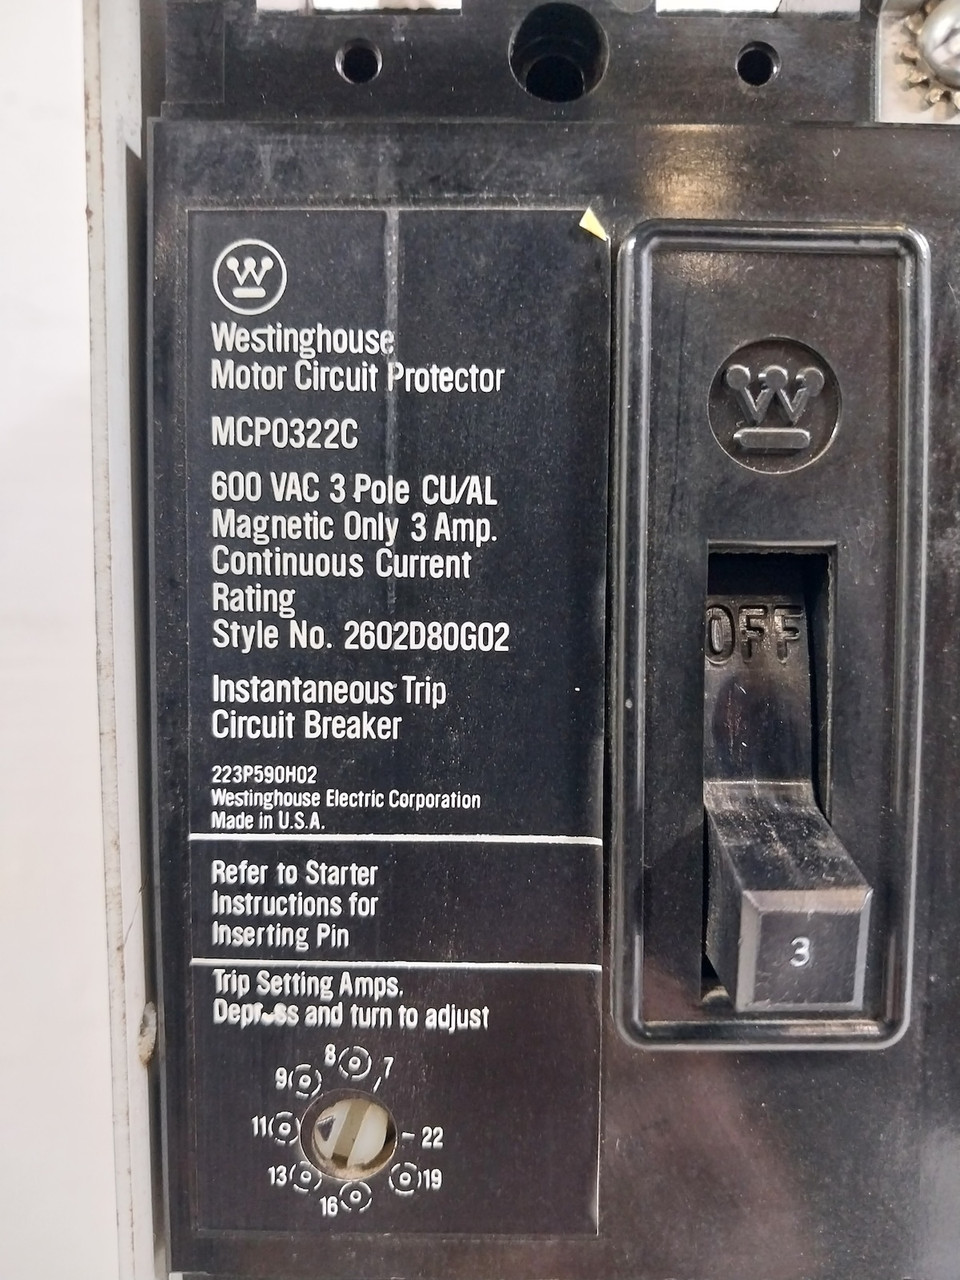 W
Westinghouse
Motor Circuit Protector
MCP0322C
600 VAC 3 Pole CU/AL
Magnetic Only 3 Amp.
Continuous Current
Rating
Style No. 2602D80G02
Instantaneous Trip
Circuit Breaker
223P590H02
Westinghouse Electric Corporation
Made in U.S.A.
Refer to Starter
Instructions for
Inserting Pin
Trip Setting Amps.
Depress and turn to adjust
8 7
9
11 22
13 19
16
W
OFF
3